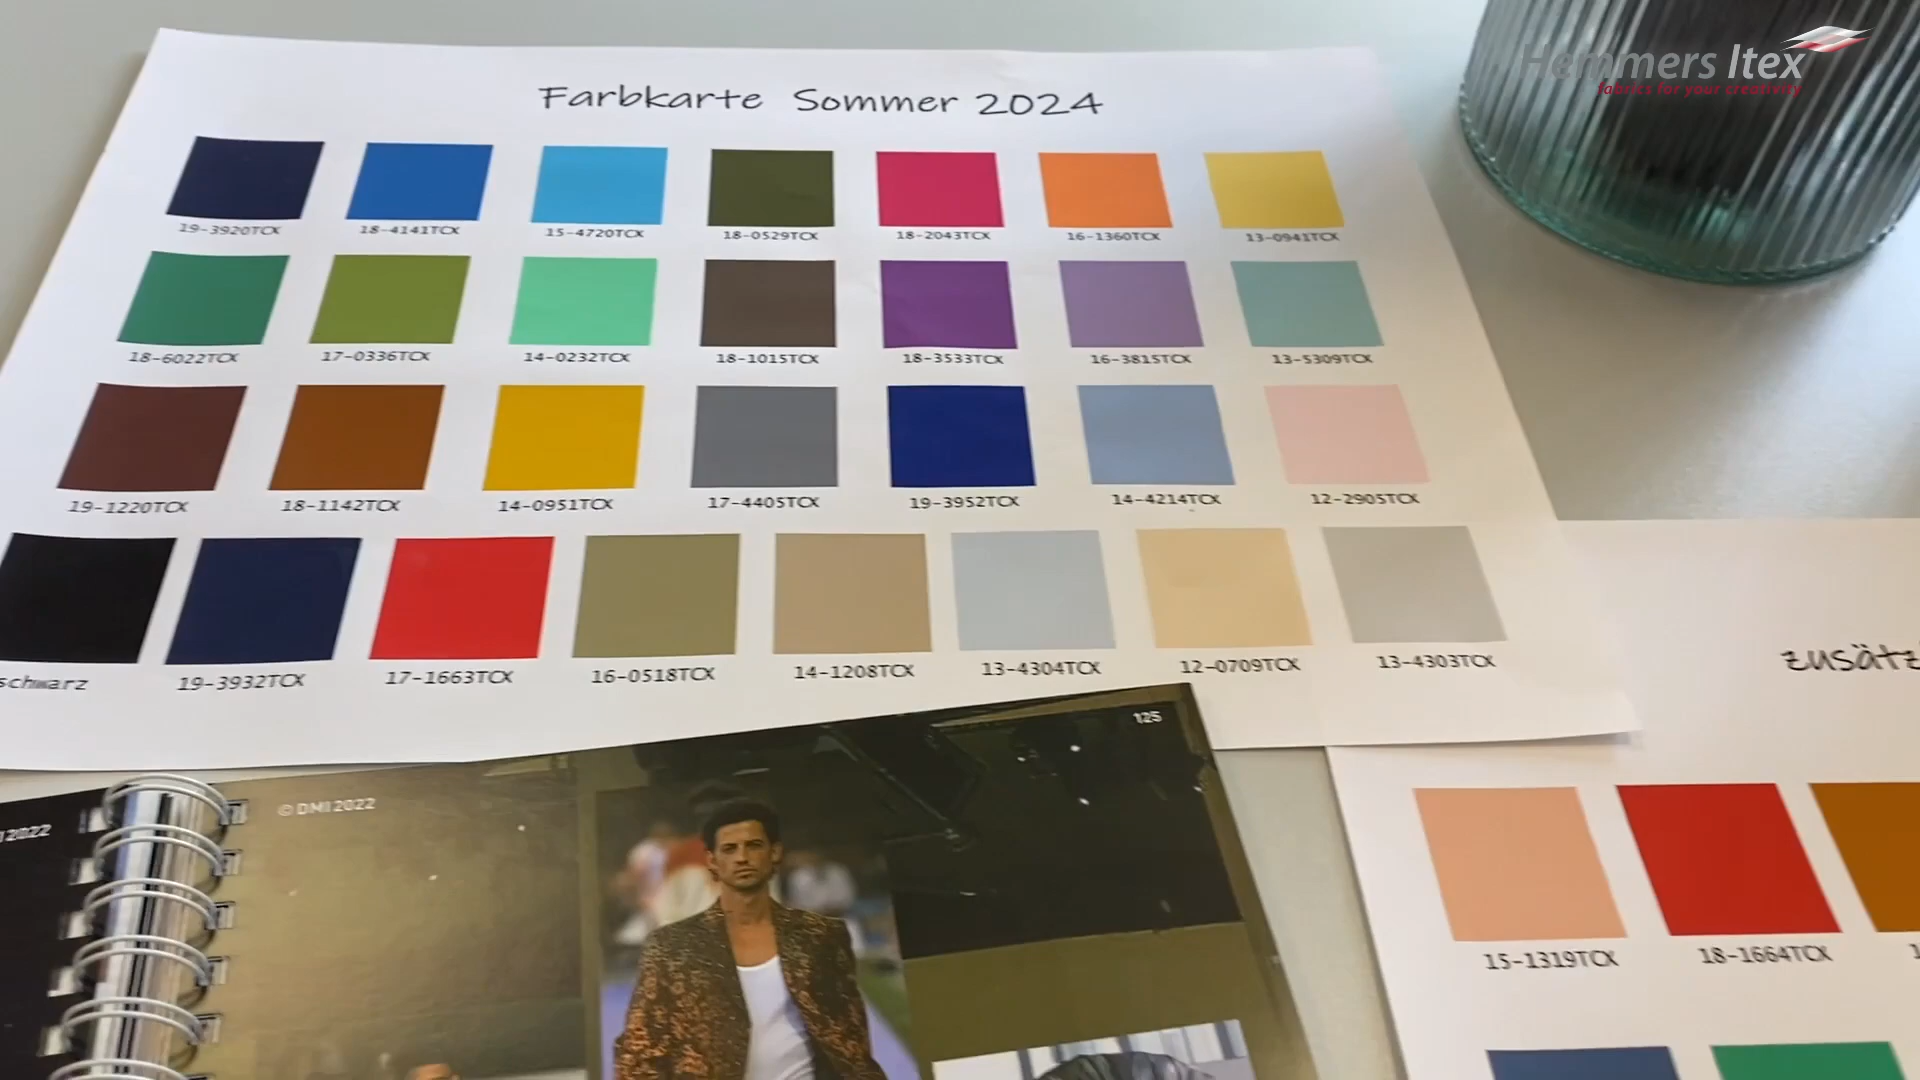 Hemmers Itex
fabrics for your creativity
Farbkarte Sommer 2024
19-3920TCX 18-4141TCX 15-4720TCX 18-0529TCX 18-2043TCX 16-1360TCX 13-0941TCX
18-6022TCX 17-0336TCX 14-0232TCX 18-1015TCX 18-3533TCX 16-3815TCX 13-5309TCX
19-1220TCX 18-1142TCX 14-0951TCX 17-4405TCX 19-3952TCX 14-4214TCX 12-2905TCX
schwarz 19-3932TCX 17-1663TCX 16-0518TCX 14-1208TCX 13-4304TCX 12-0709TCX 13-4303TCX
zusätz
125
2022
© DMI 2022
15-1319TCX 18-1664TCX